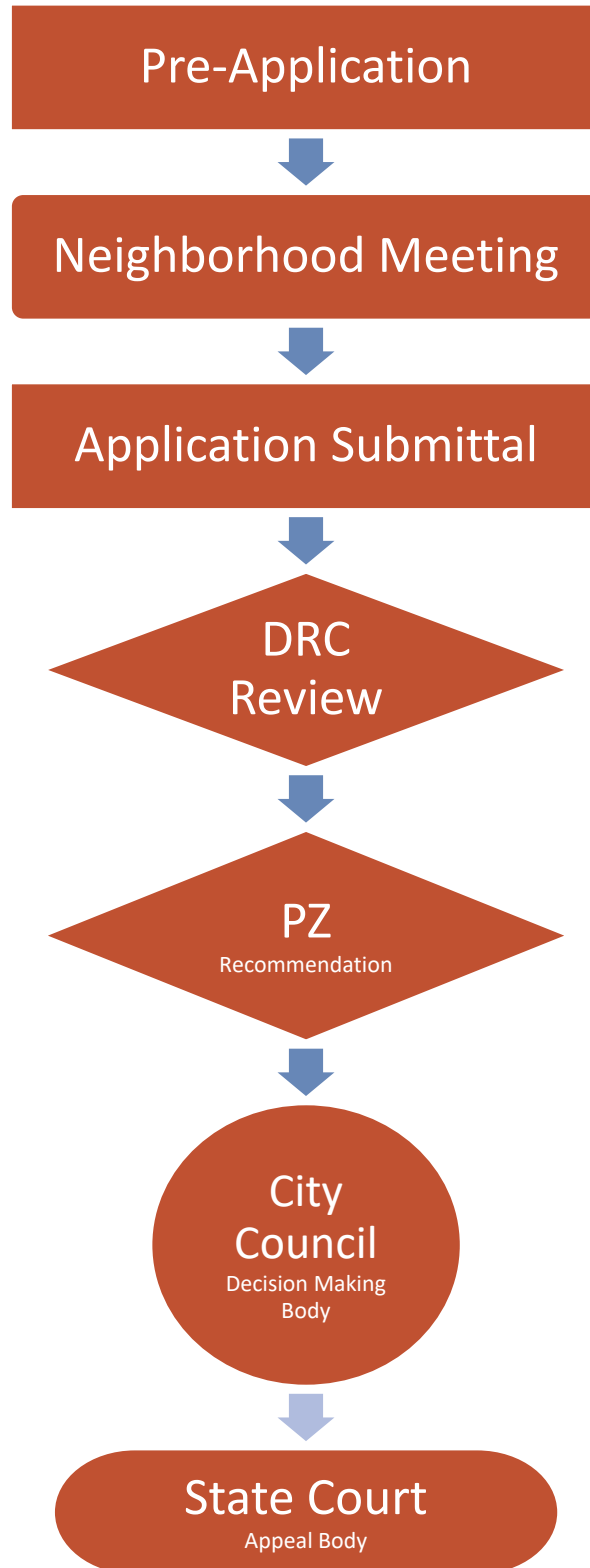 Pre-Application
Neighborhood Meeting
Application Submittal
DRC
Review
PZ
Recommendation
City
Council
Decision Making
Body
State Court
Appeal Body